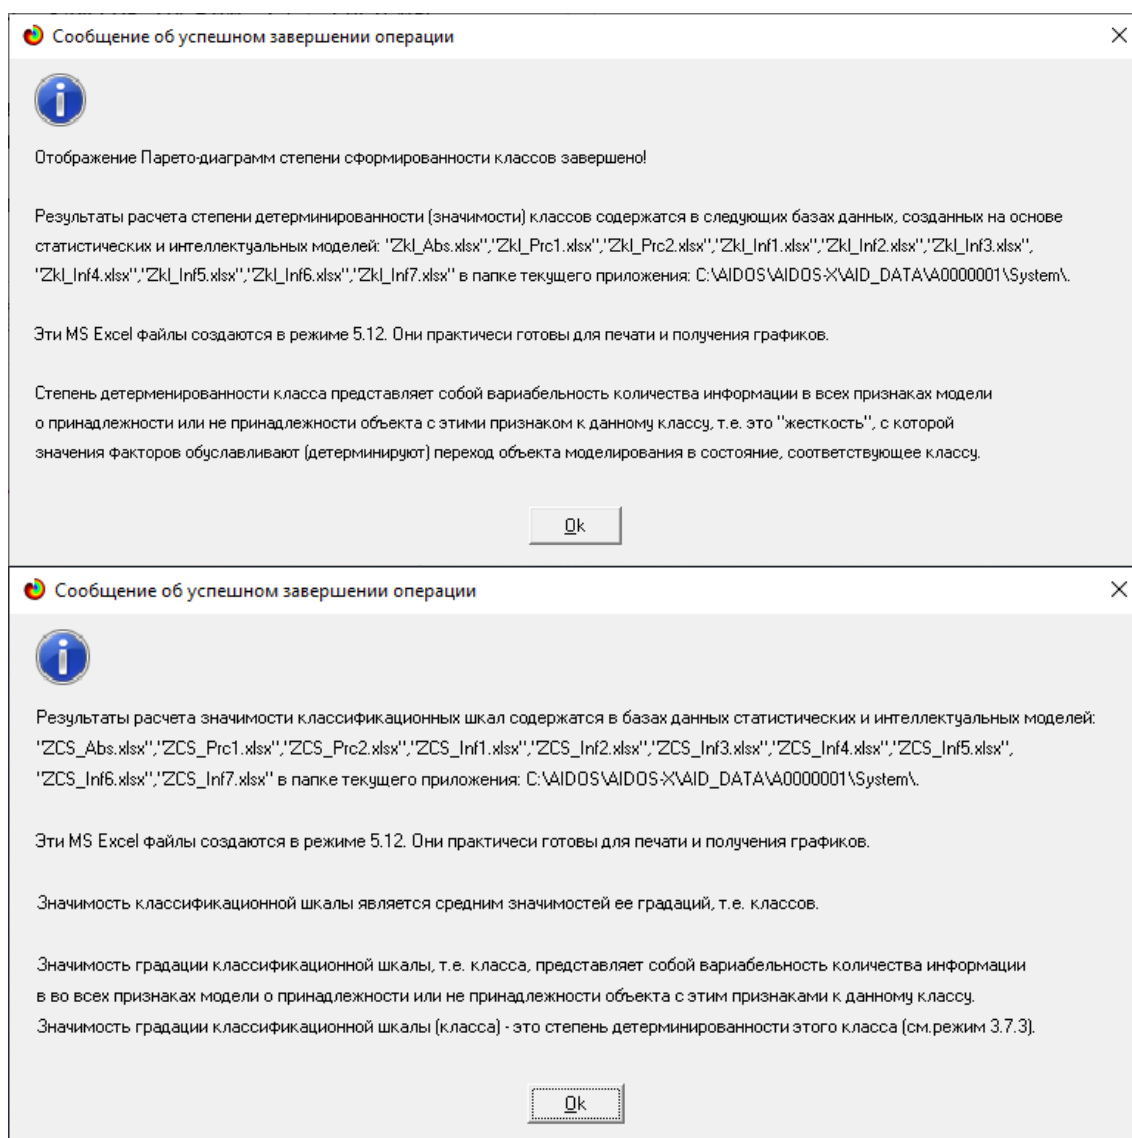 Сообщение об успешном завершении операции
Отображение Парето-диаграмм степени сформированности классов завершено!
Результаты расчета степени детерминированности (значимости) классов содержатся в следующих базах данных, созданных на основе
статистических и интеллектуальных моделей: "Zkl_Abs.xlsx","Zkl_Prc1.xlsx","Zkl_Prc2.xlsx","Zkl_Inf1.xlsx","Zkl_Inf2.xlsx","Zkl_Inf3.xlsx",
"Zkl_Inf4.xlsx","Zkl_Inf5.xlsx","Zkl_Inf6.xlsx","Zkl_Inf7.xlsx" в папке текущего приложения: C:\AIDOS\AIDOS-X\AID_DATA\A0000001\System\.
Эти MS Excel файлы создаются в режиме 5.12. Они практичеси готовы для печати и получения графиков.
Степень детерменированности класса представляет собой вариабельность количества информации в всех признаках модели
о принадлежности или не принадлежности объекта с этими признаком к данному классу, т.е. это "жесткость", с которой
значения факторов обуславливают (детерминируют) переход объекта моделирования в состояние, соответствующее классу.
Ok
Сообщение об успешном завершении операции
Результаты расчета значимости классификационных шкал содержатся в базах данных статистических и интеллектуальных моделей:
"ZCS_Abs.xlsx","ZCS_Prc1.xlsx","ZCS_Prc2.xlsx","ZCS_Inf1.xlsx","ZCS_Inf2.xlsx","ZCS_Inf3.xlsx","ZCS_Inf4.xlsx","ZCS_Inf5.xlsx",
"ZCS_Inf6.xlsx","ZCS_Inf7.xlsx" в папке текущего приложения: C:\AIDOS\AIDOS-X\AID_DATA\A0000001\System\.
Эти MS Excel файлы создаются в режиме 5.12. Они практичеси готовы для печати и получения графиков.
Значимость классификационной шкалы является средним значимостей ее градаций, т.е. классов.
Значимость градации классификационной шкалы, т.е. класса, представляет собой вариабельность количества информации
в во всех признаках модели о принадлежности или не принадлежности объекта с этим признаками к данному классу.
Значимость градации классификационной шкалы (класса) - это степень детерминированности этого класса (см.режим 3.7.3).
Ok